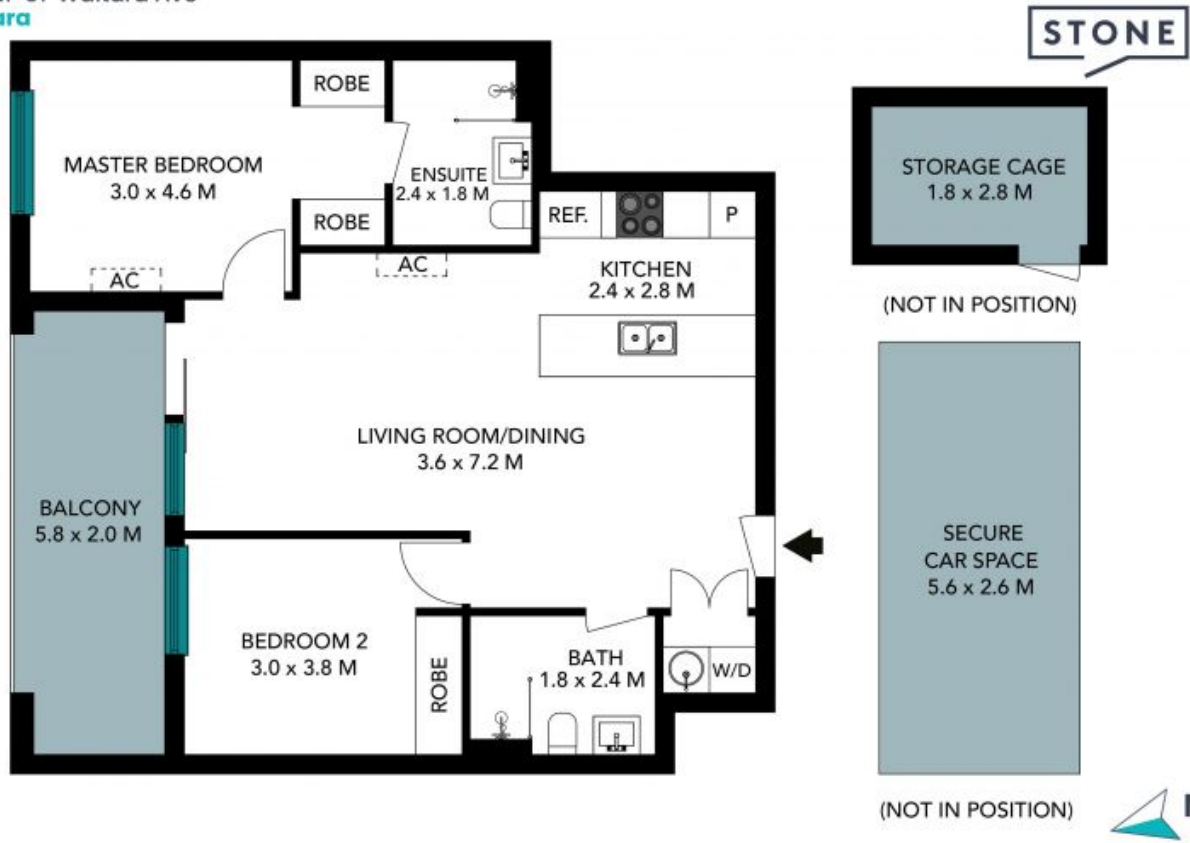 ara
STONE
ROBE
MASTER BEDROOM
3.0 x 4.6 M
ENSUITE
2.4 x 1.8 M
ROBE
AC
AC
REF.
P
KITCHEN
2.4 x 2.8 M
STORAGE CAGE
1.8 x 2.8 M
(NOT IN POSITION)
LIVING ROOM/DINING
3.6 x 7.2 M
BALCONY
5.8 x 2.0 M
SECURE
CAR SPACE
5.6 x 2.6 M
BEDROOM 2
3.0 x 3.8 M
ROBE
BATH
1.8 x 2.4 M
W/D
(NOT IN POSITION)